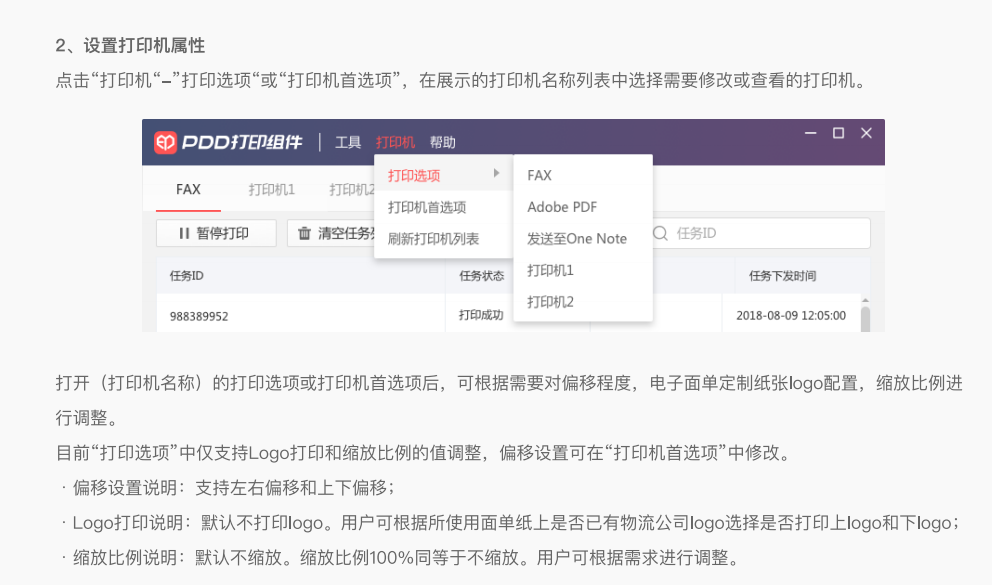 2、设置打印机属性
点击“打印机“–”打印选项“或“打印机首选项”，在展示的打印机名称列表中选择需要修改或查看的打印机。
PDD打印组件 工具 打印机 帮助
FAX 打印机1 打印机2 打印选项 FAX
打印机首选项 Adobe PDF
暂停打印 清空任务 刷新打印机列表 发送至One Note 任务ID
打印机1
任务ID 任务状态 任务下发时间
打印机2
988389952 打印成功 2018-08-09 12:05:00
打开（打印机名称）的打印选项或打印机首选项后，可根据需要对偏移程度，电子面单定制纸张logo配置，缩放比例进
行调整。
目前“打印选项”中仅支持Logo打印和缩放比例的值调整，偏移设置可在“打印机首选项”中修改。
· 偏移设置说明：支持左右偏移和上下偏移；
· Logo打印说明：默认不打印logo。用户可根据所使用面单纸上是否已有物流公司logo选择是否打印上logo和下logo；
· 缩放比例说明：默认不缩放。缩放比例100%同等于不缩放。用户可根据需求进行调整。